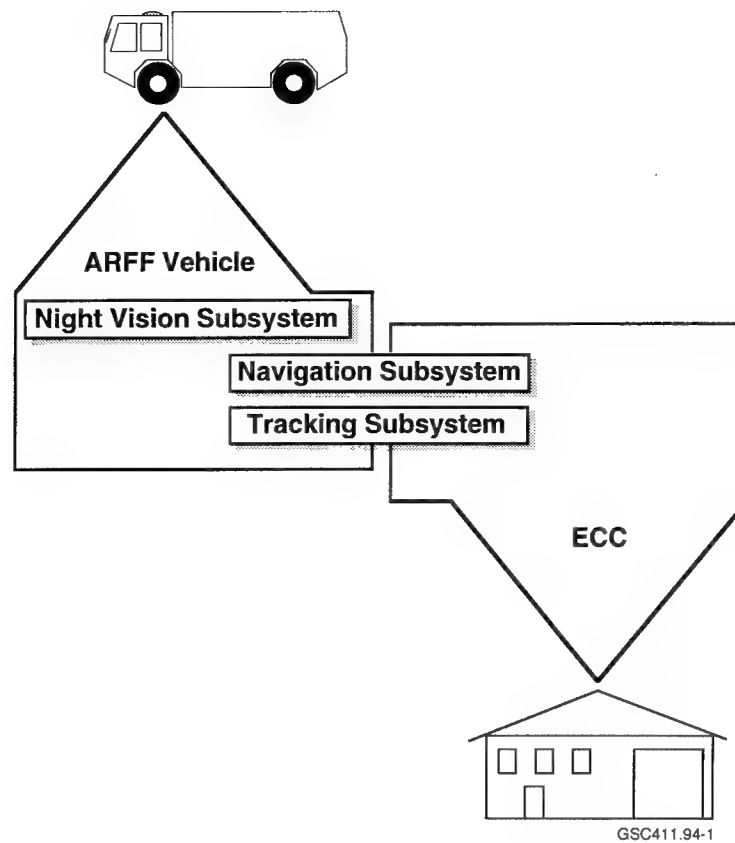 ARFF Vehicle
Night Vision Subsystem
Navigation Subsystem
Tracking Subsystem
ECC
GSC411.94-1